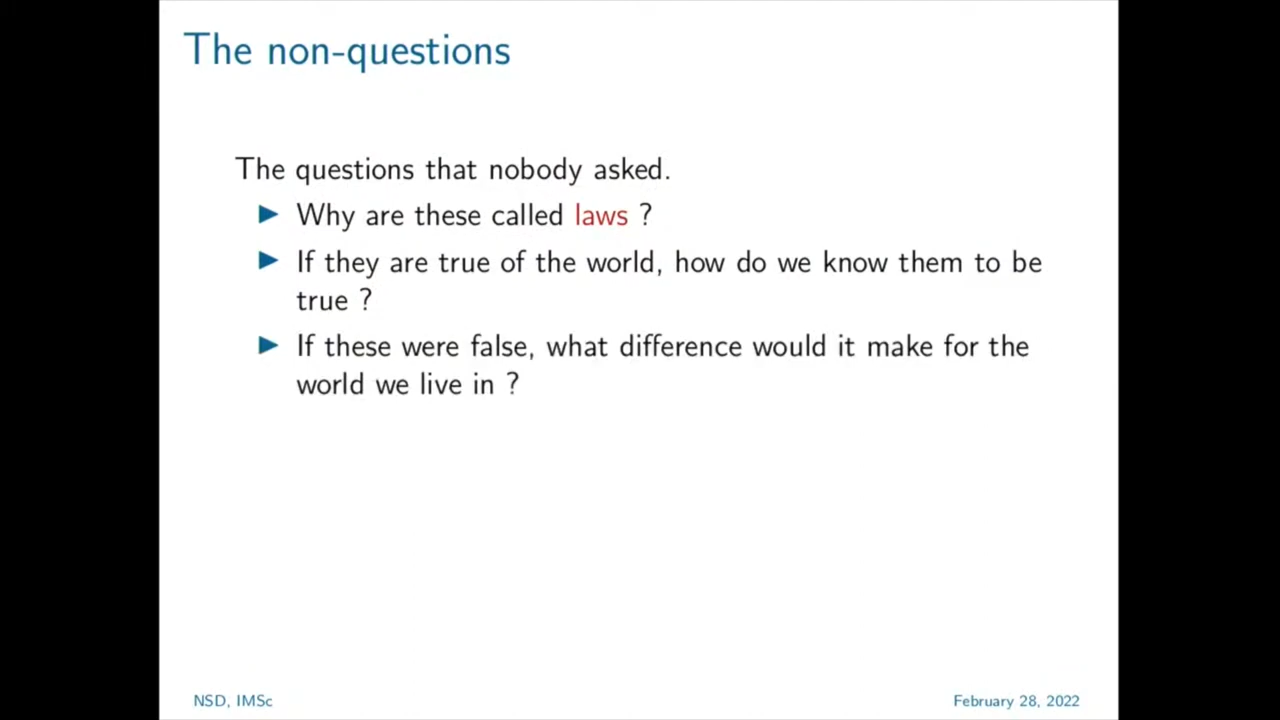 The non-questions
The questions that nobody asked.
▶ Why are these called laws ?
▶ If they are true of the world, how do we know them to be
true ?
▶ If these were false, what difference would it make for the
world we live in ?
NSD, IMSc
February 28, 2022